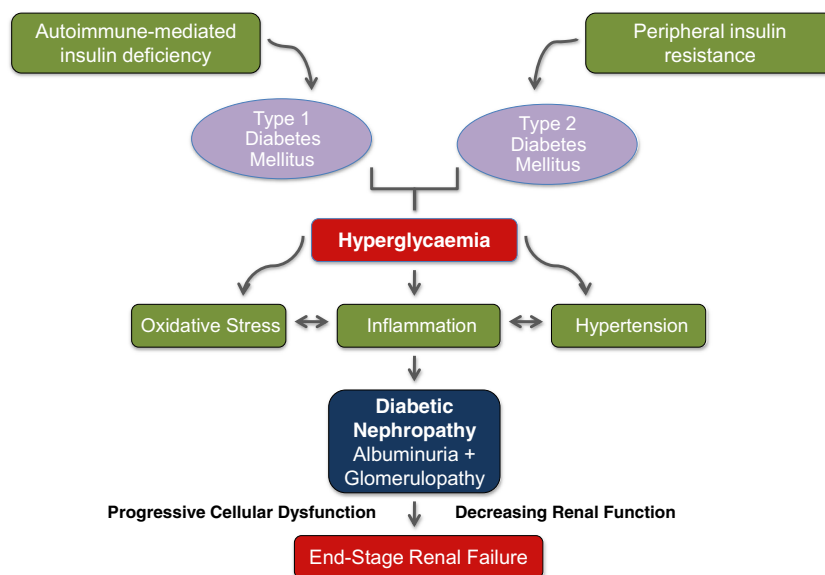 Autoimmune-mediated
insulin deficiency
Peripheral insulin
resistance
Type 1
Diabetes
Mellitus
Type 2
Diabetes
Mellitus
Hyperglycaemia
Oxidative Stress
Inflammation
Hypertension
Diabetic
Nephropathy
Albuminuria +
Glomerulopathy
Progressive Cellular Dysfunction
Decreasing Renal Function
End-Stage Renal Failure